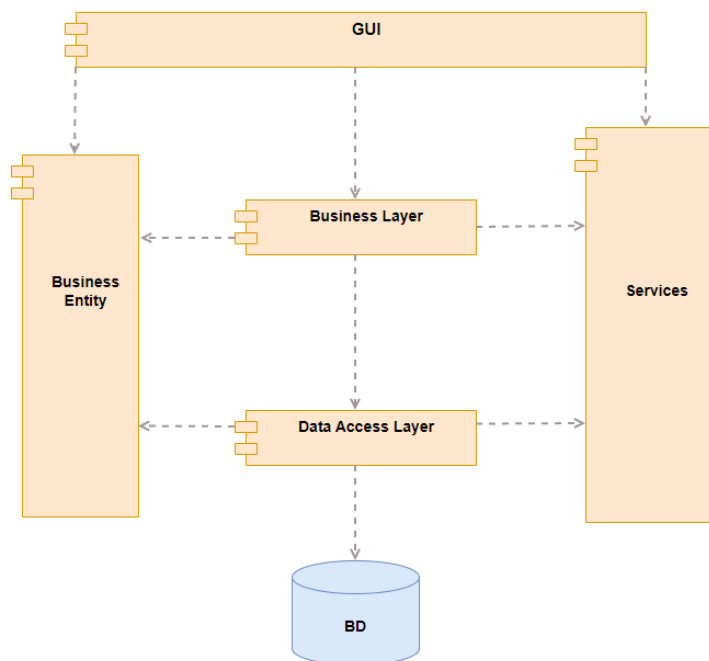 GUI
Business Layer
Business
Entity
Services
Data Access Layer
BD